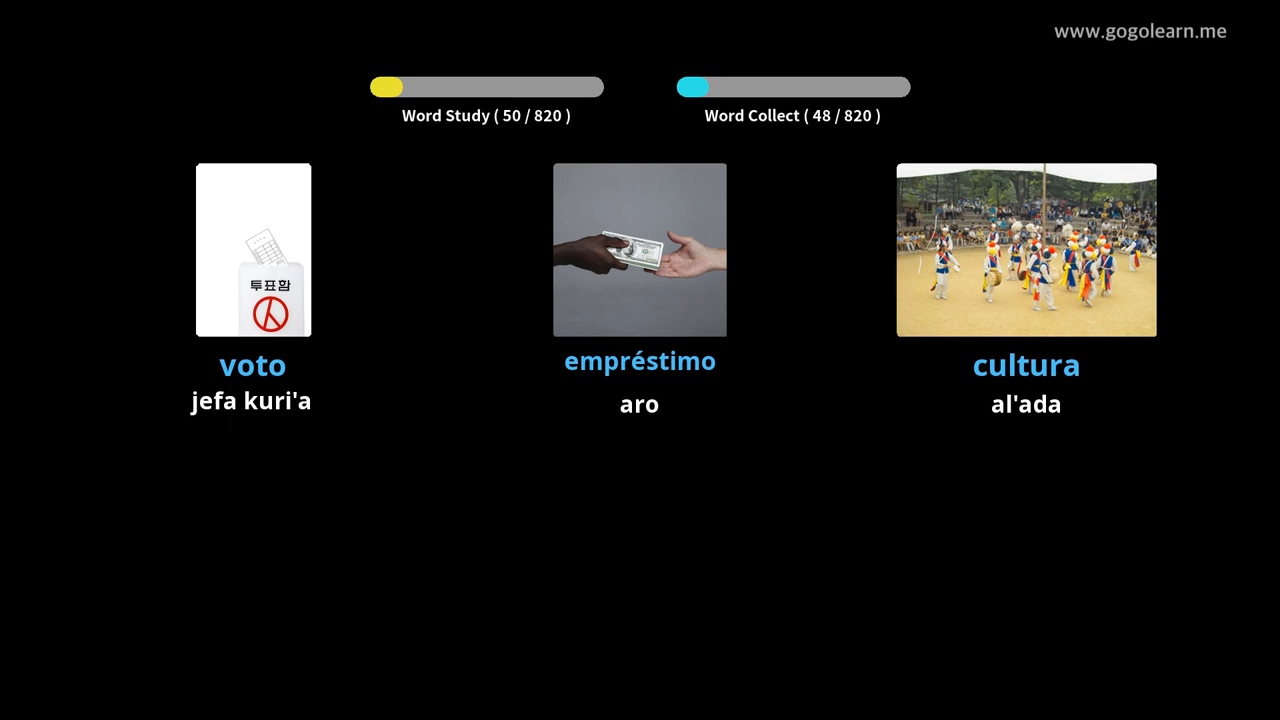 www.gogolearn.me
Word Study ( 50 / 820 )
Word Collect ( 48 / 820 )
투표함
voto
jefa kuri'a
empréstimo
aro
cultura
al'ada